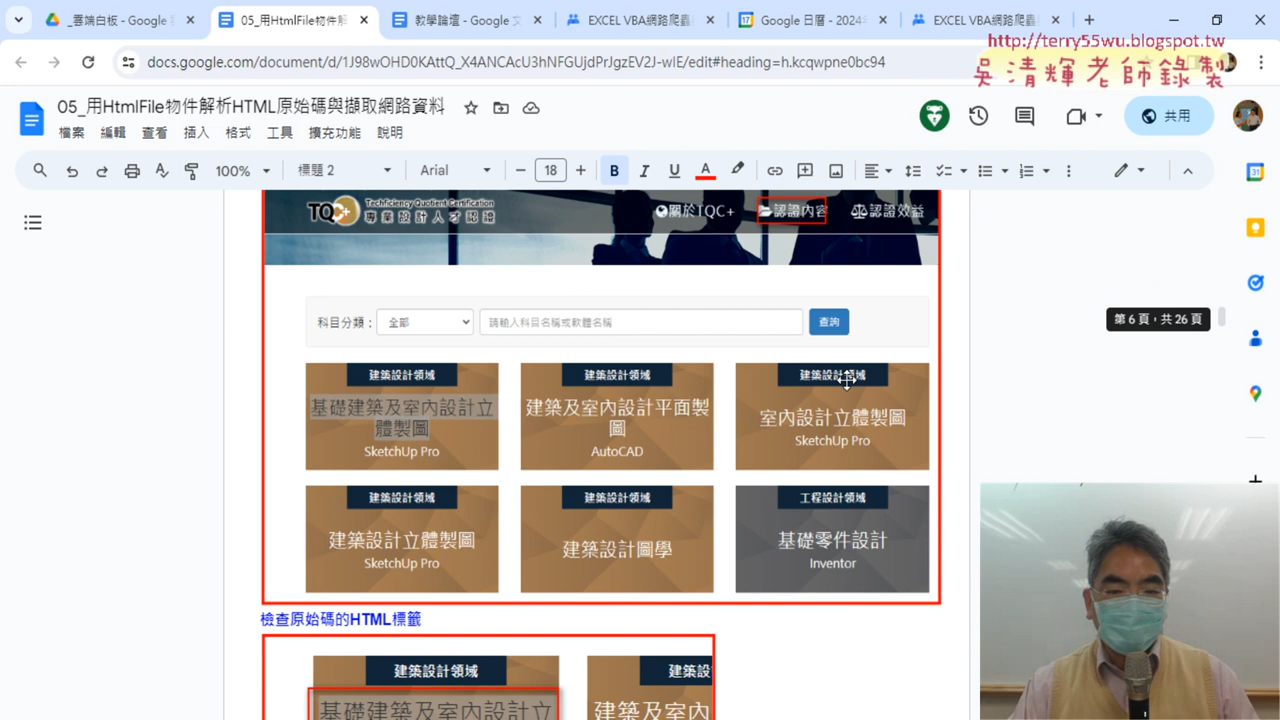 _雲端白板 - Google
05_用HtmlFile物件解
教學論壇 - Google 文
EXCEL VBA網路爬蟲
Google 日曆 - 2024
EXCEL VBA網路爬蟲
http://terry55wu.blogspot.tw
吳清輝老師錄製
docs.google.com/document/d/1J98wOHD0KAttQ_X4ANCAcU3hNFGUjdPrJgzEV2J-wIE/edit#heading=h.kcqwpne0bc94
05_用HtmlFile物件解析HTML原始碼與擷取網路資料
檔案 編輯 查看 插入 格式 工具 擴充功能 說明
共用
100% 標題 2 Arial 18 B I U A
TQC+ Techficiency Quotient Certification
專業設計人才認證
關於TQC+ 認證內容 認證效益
科目分類： 全部 請輸入科目名稱或軟體名稱 查詢
第 6 頁，共 26 頁
建築設計領域
基礎建築及室內設計立
體製圖
SketchUp Pro
建築設計領域
建築及室內設計平面製
圖
AutoCAD
建築設計領域
室內設計立體製圖
SketchUp Pro
建築設計領域
建築設計立體製圖
SketchUp Pro
建築設計領域
建築設計圖學
工程設計領域
基礎零件設計
Inventor
檢查原始碼的HTML標籤
建築設計領域
基礎建築及室內設計立
建築設
建築及室內